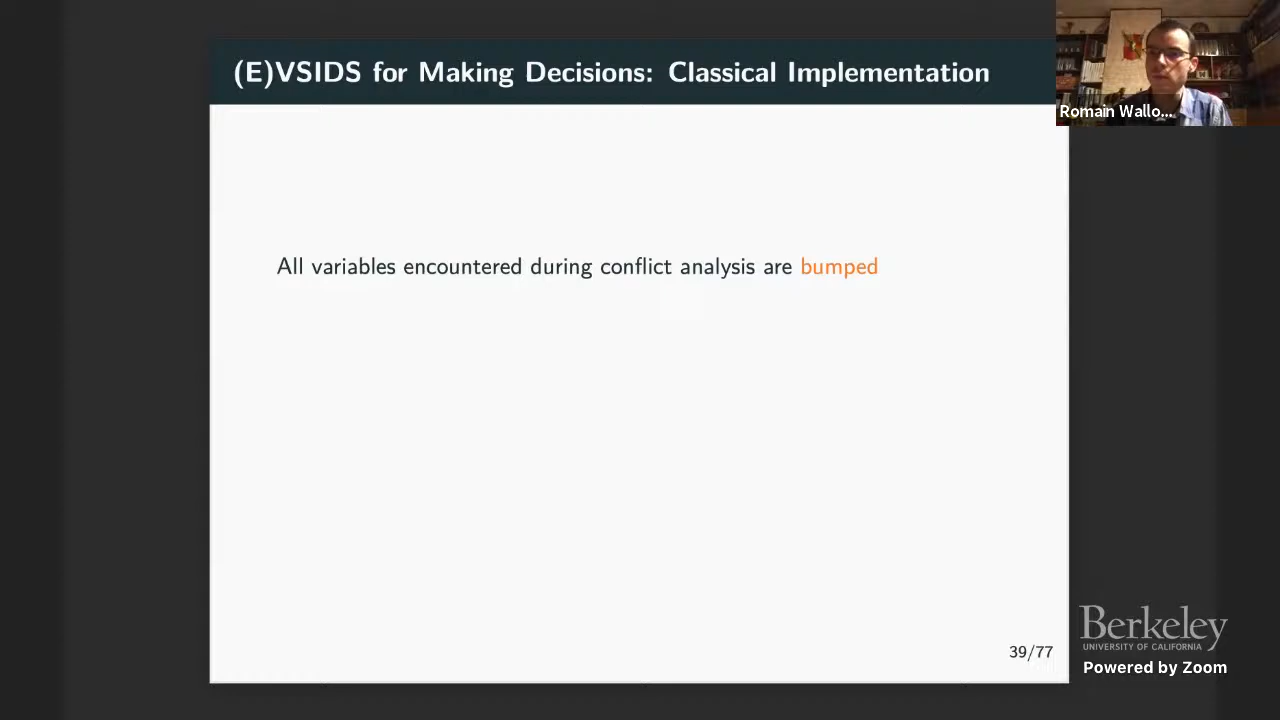 (E)VSIDS for Making Decisions: Classical Implementation
Romain Wallo...
All variables encountered during conflict analysis are bumped
39/77
Berkeley
UNIVERSITY OF CALIFORNIA
Powered by Zoom